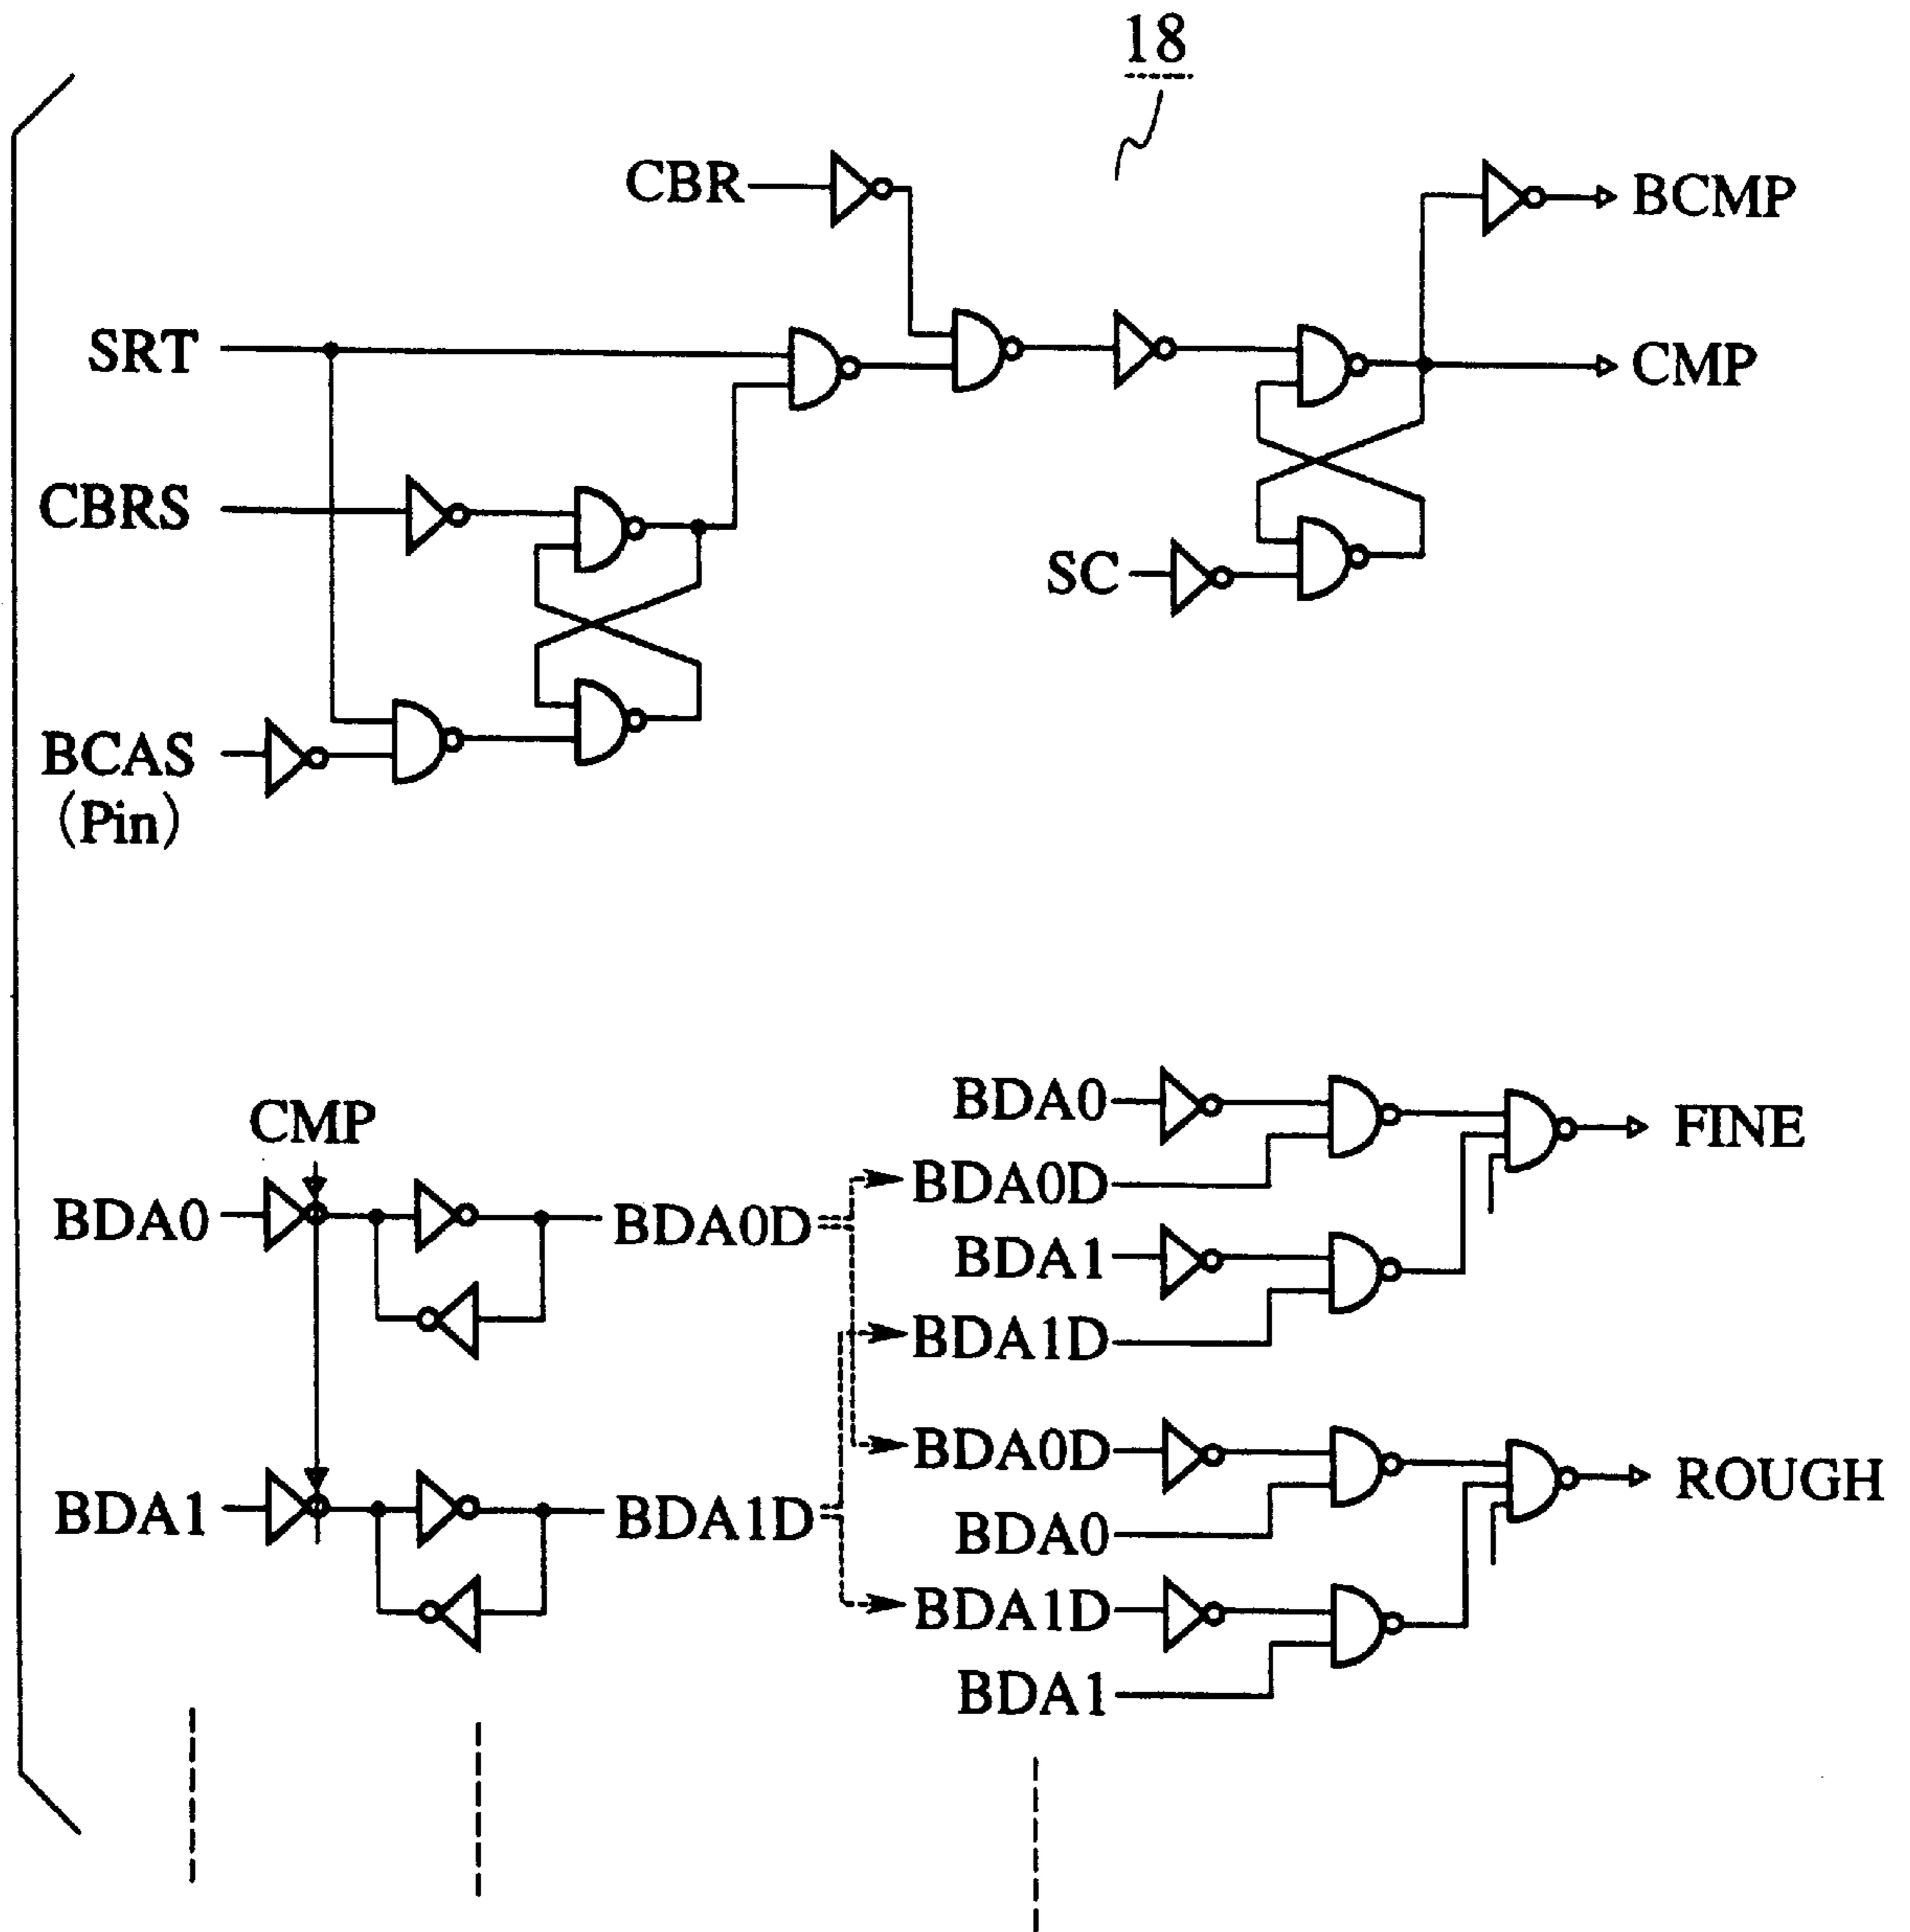 18
CBR
BCMP
SRT
CMP
CBRS
SC
BCAS
(Pin)
CMP
BDA0
BDA0D
BDA1
BDA1D
BDA0
BDA0D
FINE
BDA1
BDA1D
BDA0D
BDA0
ROUGH
BDA1D
BDA1